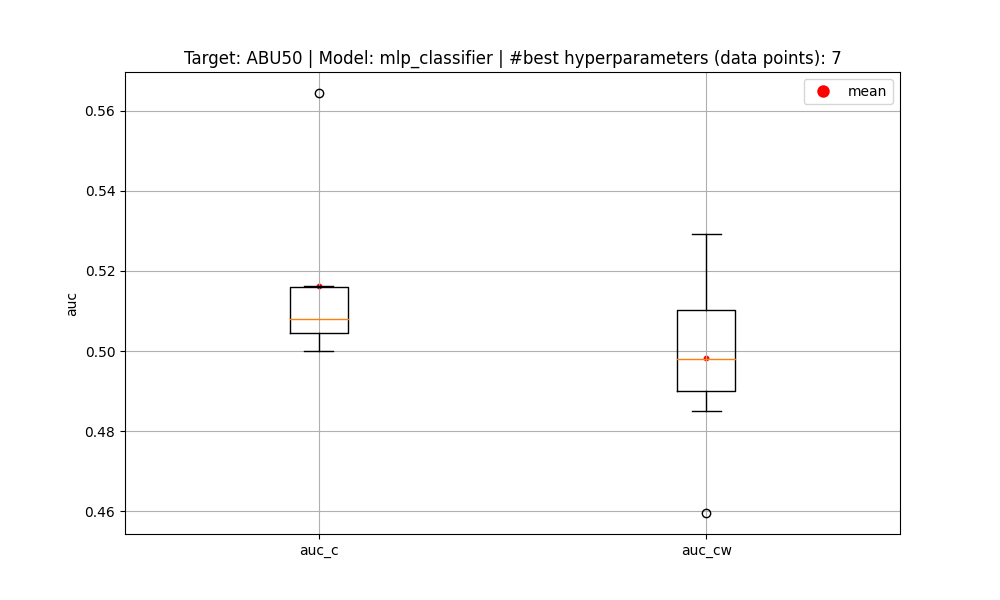 Target: ABU50 | Model: mlp_classifier | #best hyperparameters (data points): 7
mean
0.56
0.54
0.52
0.50
0.48
0.46
auc
auc_c
auc_cw